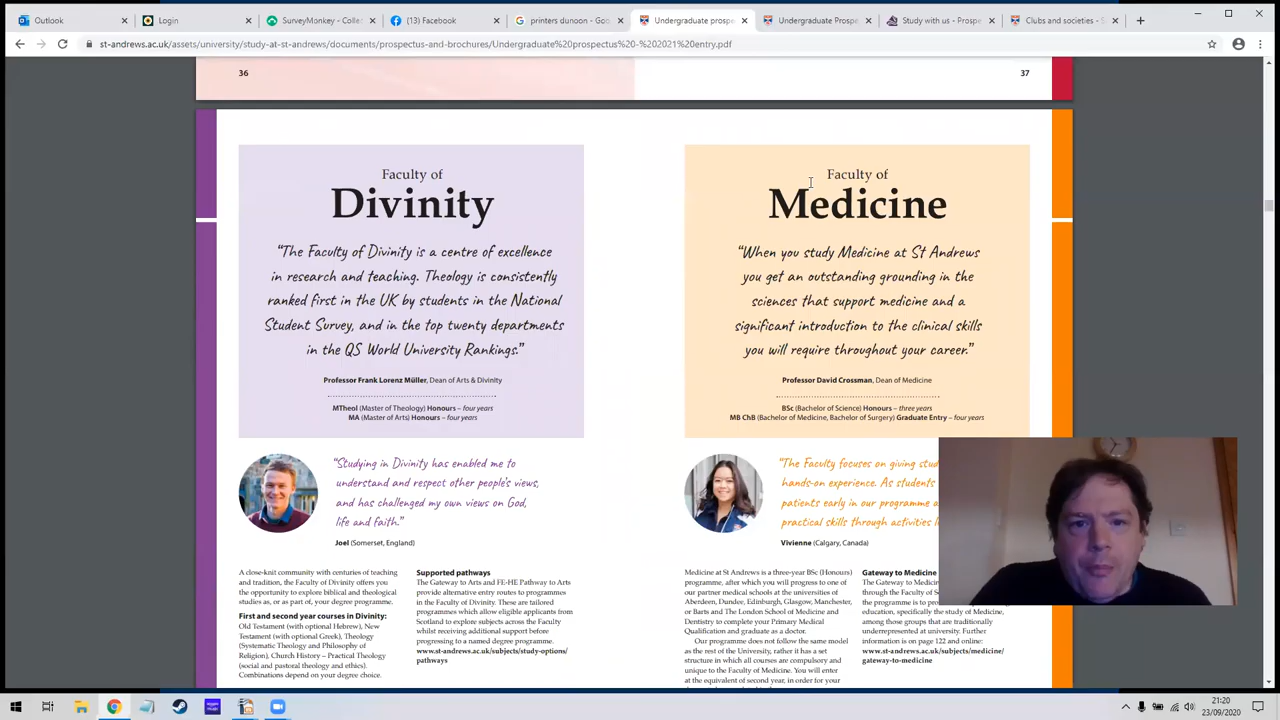 Outlook
Login
SurveyMonkey - Colle
(13) Facebook
printers dunoon - Goo
Undergraduate prospe
Undergraduate Prospe
Study with us - Prospe
Clubs and societies - S
st-andrews.ac.uk/assets/university/study-at-st-andrews/documents/prospectus-and-brochures/Undergraduate%20prospectus%20-%202021%20entry.pdf
36
37
Faculty of
Divinity
“The Faculty of Divinity is a centre of excellence
in research and teaching. Theology is consistently
ranked first in the UK by students in the National
Student Survey, and in the top twenty departments
in the QS World University Rankings.”
Professor Frank Lorenz Müller, Dean of Arts & Divinity
MTheol (Master of Theology) Honours – four years
MA (Master of Arts) Honours – four years
“Studying in Divinity has enabled me to
understand and respect other people’s views,
and has challenged my own views on God,
life and faith.”
Joel (Somerset, England)
A close-knit community with centuries of teaching
and tradition, the Faculty of Divinity offers you
the opportunity to explore biblical and theological
studies as, or as part of, your degree programme.
First and second year courses in Divinity:
Old Testament (with optional Hebrew), New
Testament (with optional Greek), Theology
(Systematic Theology and Philosophy of
Religion), Church History – Practical Theology
(social and pastoral theology and ethics).
Combinations depend on your degree choice.
Supported pathways
The Gateway to Arts and FE-HE Pathway to Arts
provide alternative entry routes to programmes
in the Faculty of Divinity. These are tailored
programmes which allow eligible applicants from
Scotland to explore subjects across the Faculty
whilst receiving additional support before
progressing to a named degree programme.
www.st-andrews.ac.uk/subjects/study-options/
pathways
Faculty of
Medicine
“When you study Medicine at St Andrews
you get an outstanding grounding in the
sciences that support medicine and a
significant introduction to the clinical skills
you will require throughout your career.”
Professor David Crossman, Dean of Medicine
BSc (Bachelor of Science) Honours – three years
MB ChB (Bachelor of Medicine, Bachelor of Surgery) Graduate Entry – four years
“The Faculty focuses on giving stud
hands-on experience. As students
patients early in our programme a
practical skills through activities l
Vivienne (Calgary, Canada)
Medicine at St Andrews is a three-year BSc (Honours)
programme, after which you will progress to one of
our partner medical schools at the universities of
Aberdeen, Dundee, Edinburgh, Glasgow, Manchester,
or Barts and The London School of Medicine and
Dentistry to complete your Primary Medical
Qualification and graduate as a doctor.
Our programme does not follow the same model
as the rest of the University, rather it has a set
structure in which all courses are compulsory and
unique to the Faculty of Medicine. You will enter
at the equivalent of second year, in order for your
Gateway to Medicine
The Gateway to Medicin
through the Faculty of S
the programme is to pro
education, specifically the study of Medicine,
among those groups that are traditionally
underrepresented at university. Further
information is on page 122 and online:
www.st-andrews.ac.uk/subjects/medicine/
gateway-to-medicine
21:20
23/09/2020